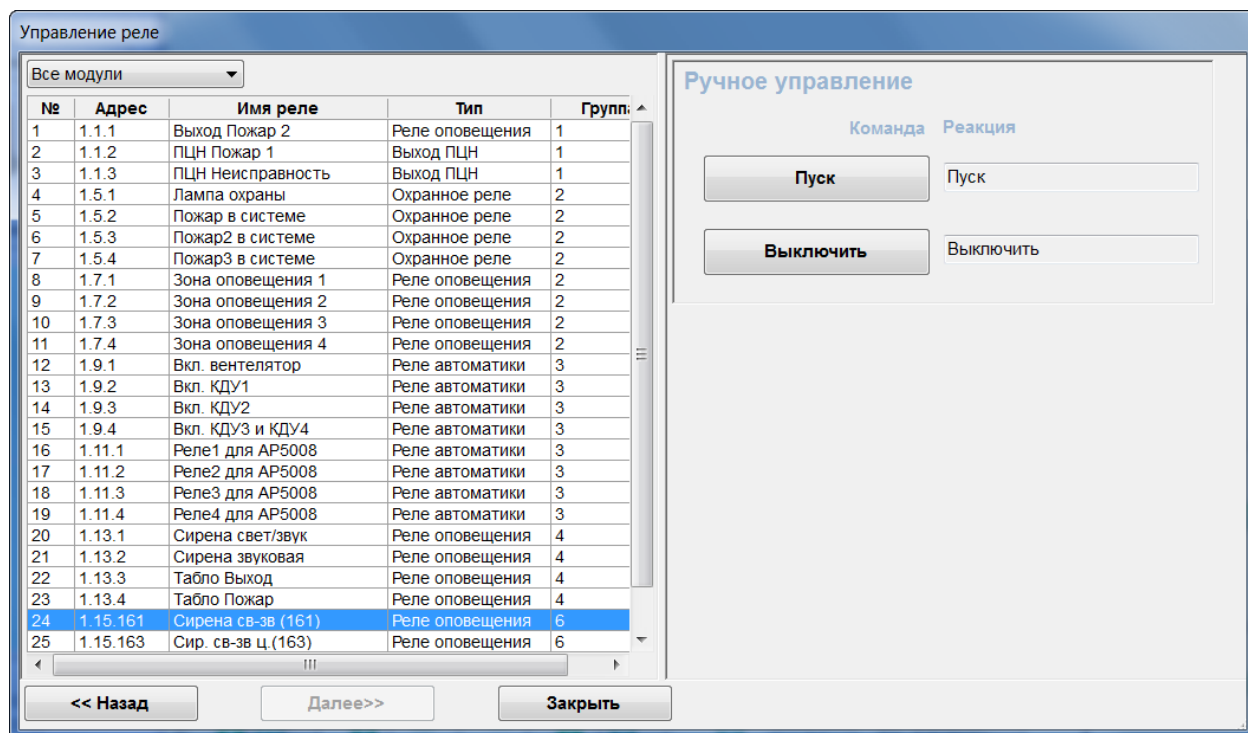 Управление реле
Все модули
№ Адрес Имя реле Тип Группа
1 1.1.1 Выход Пожар 2 Реле оповещения 1
2 1.1.2 ПЦН Пожар 1 Выход ПЦН 1
3 1.1.3 ПЦН Неисправность Выход ПЦН 1
4 1.5.1 Лампа охраны Охранное реле 2
5 1.5.2 Пожар в системе Охранное реле 2
6 1.5.3 Пожар2 в системе Охранное реле 2
7 1.5.4 Пожар3 в системе Охранное реле 2
8 1.7.1 Зона оповещения 1 Реле оповещения 2
9 1.7.2 Зона оповещения 2 Реле оповещения 2
10 1.7.3 Зона оповещения 3 Реле оповещения 2
11 1.7.4 Зона оповещения 4 Реле оповещения 2
12 1.9.1 Вкл. вентелятор Реле автоматики 3
13 1.9.2 Вкл. КДУ1 Реле автоматики 3
14 1.9.3 Вкл. КДУ2 Реле автоматики 3
15 1.9.4 Вкл. КДУ3 и КДУ4 Реле автоматики 3
16 1.11.1 Реле1 для АР5008 Реле автоматики 3
17 1.11.2 Реле2 для АР5008 Реле автоматики 3
18 1.11.3 Реле3 для АР5008 Реле автоматики 3
19 1.11.4 Реле4 для АР5008 Реле автоматики 3
20 1.13.1 Сирена свет/звук Реле оповещения 4
21 1.13.2 Сирена звуковая Реле оповещения 4
22 1.13.3 Табло Выход Реле оповещения 4
23 1.13.4 Табло Пожар Реле оповещения 4
24 1.15.161 Сирена св-зв (161) Реле оповещения 6
25 1.15.163 Сир. св-зв ц.(163) Реле оповещения 6
Ручное управление
Команда Реакция
Пуск Пуск
Выключить Выключить
<< Назад Далее>> Закрыть